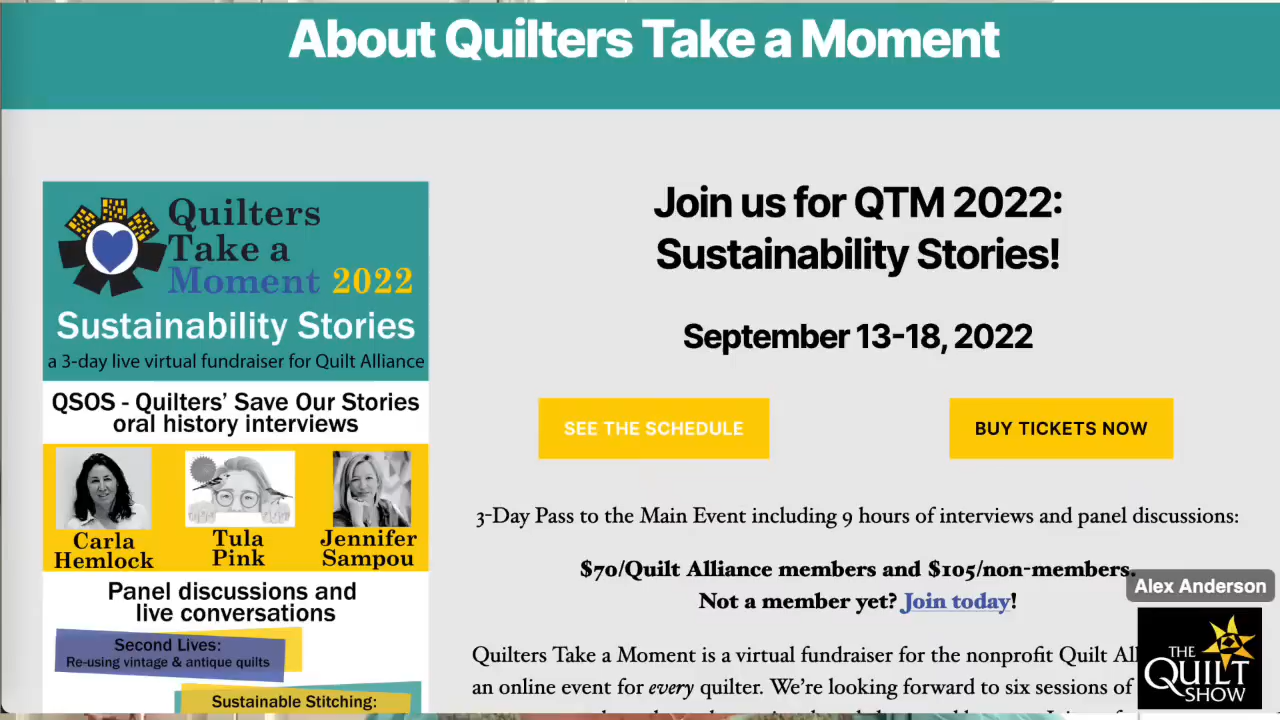 About Quilters Take a Moment
Quilters
Take a
Moment 2022
Sustainability Stories
a 3-day live virtual fundraiser for Quilt Alliance
QSOS - Quilters' Save Our Stories
oral history interviews
Carla
Hemlock
Tula
Pink
Jennifer
Sampou
Panel discussions and
live conversations
Second Lives:
Re-using vintage & antique quilts
Sustainable Stitching:
Join us for QTM 2022:
Sustainability Stories!
September 13-18, 2022
SEE THE SCHEDULE
BUY TICKETS NOW
3-Day Pass to the Main Event including 9 hours of interviews and panel discussions:
$70/Quilt Alliance members and $105/non-members.
Not a member yet? Join today!
Quilters Take a Moment is a virtual fundraiser for the nonprofit Quilt
an online event for every quilter. We're looking forward to six sessions of
Alex Anderson
THE
QUILT
SHOW